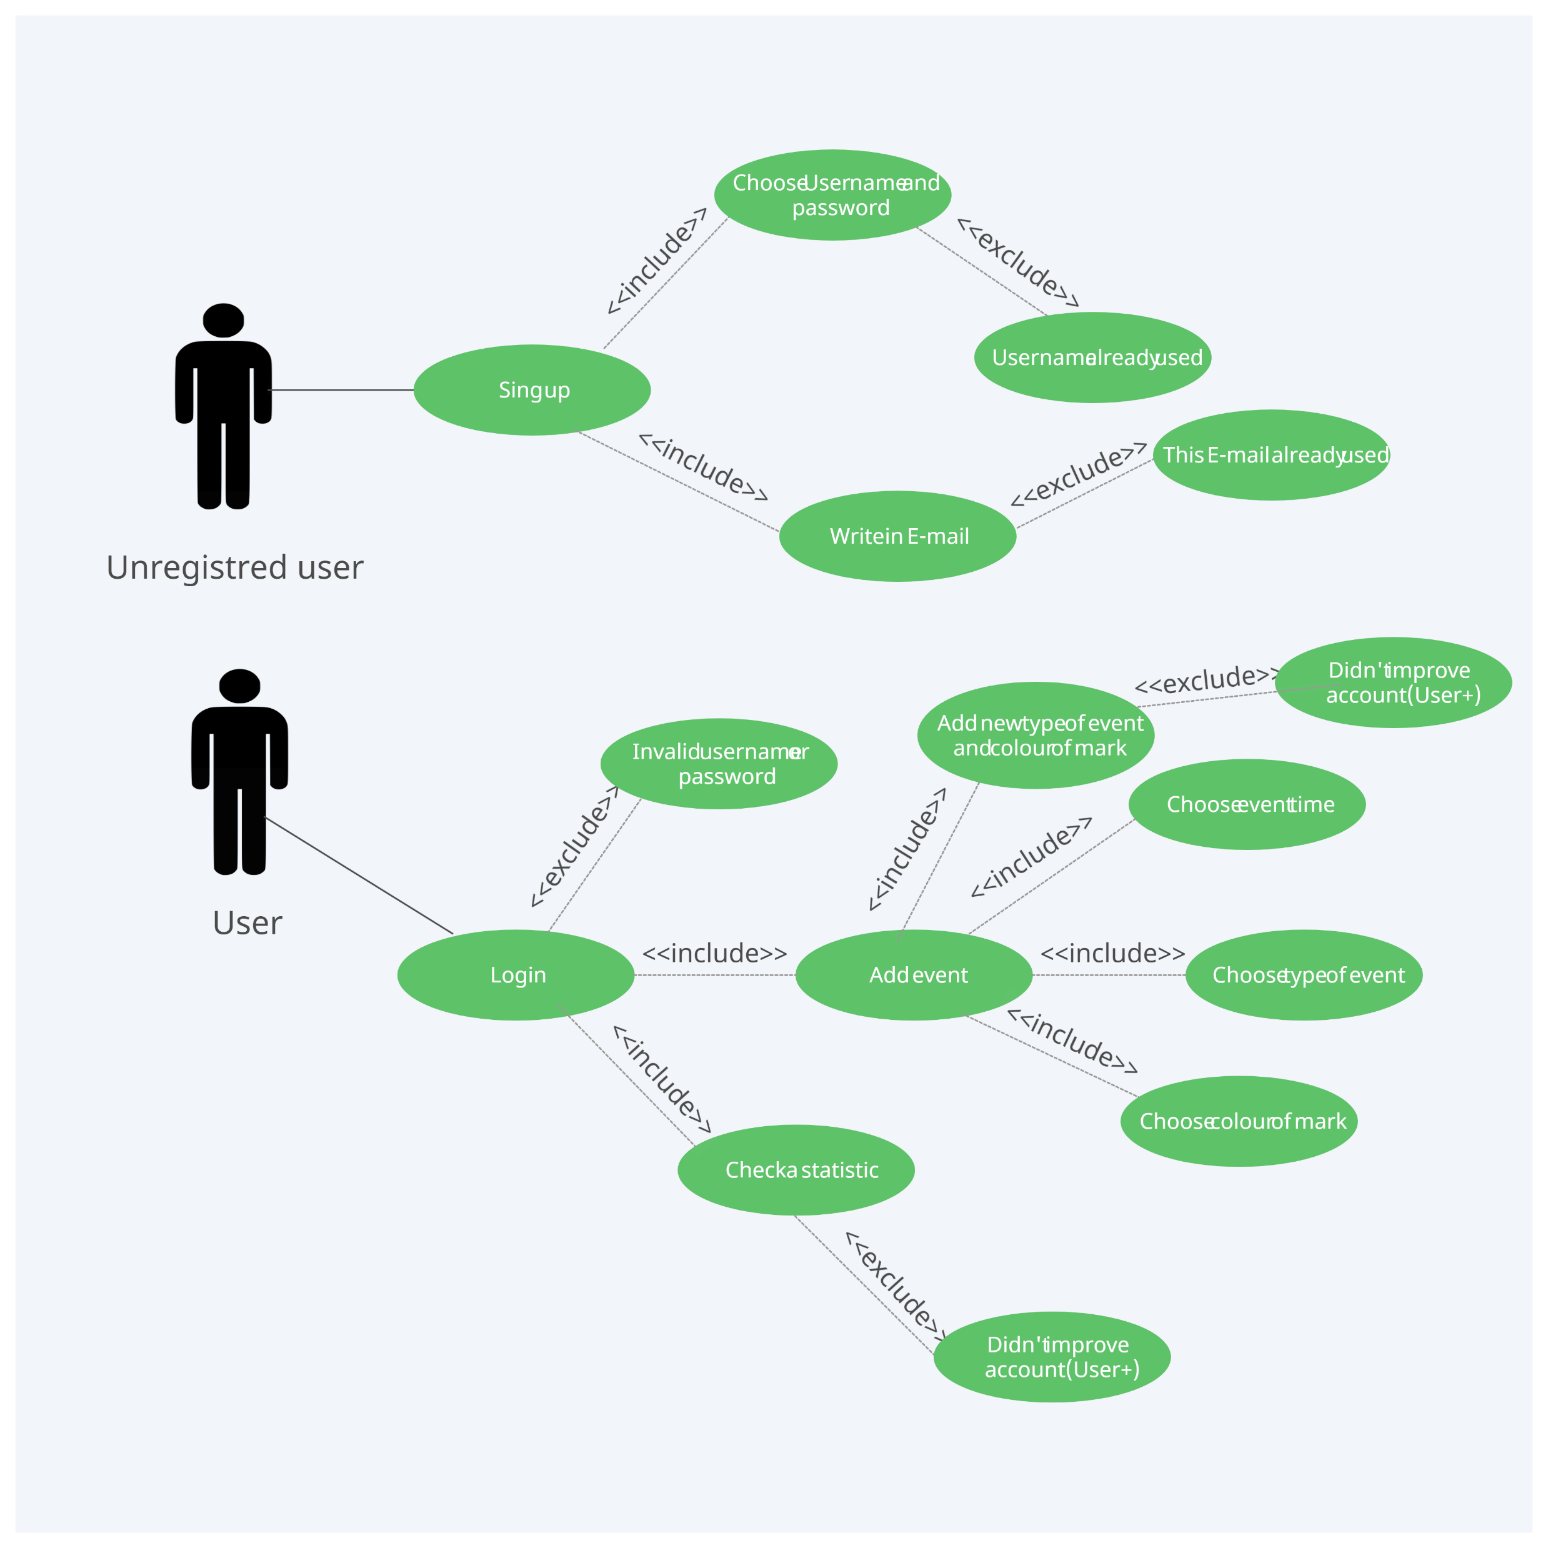 Choose Username and
password
<<include>>
<<exclude>>
Username already used
Sing up
<<include>>
<<exclude>>
This E-mail already used
Write in E-mail
Unregistred user
Didn't improve
account (User+)
<<exclude>>
Add new type of event
and colour of mark
Invalid username or
password
<<exclude>>
<<include>>
<<include>>
Choose event time
User
Login
<<include>>
Add event
<<include>>
Choose type of event
<<include>>
<<include>>
Choose colour of mark
Check a statistic
<<exclude>>
Didn't improve
account (User+)